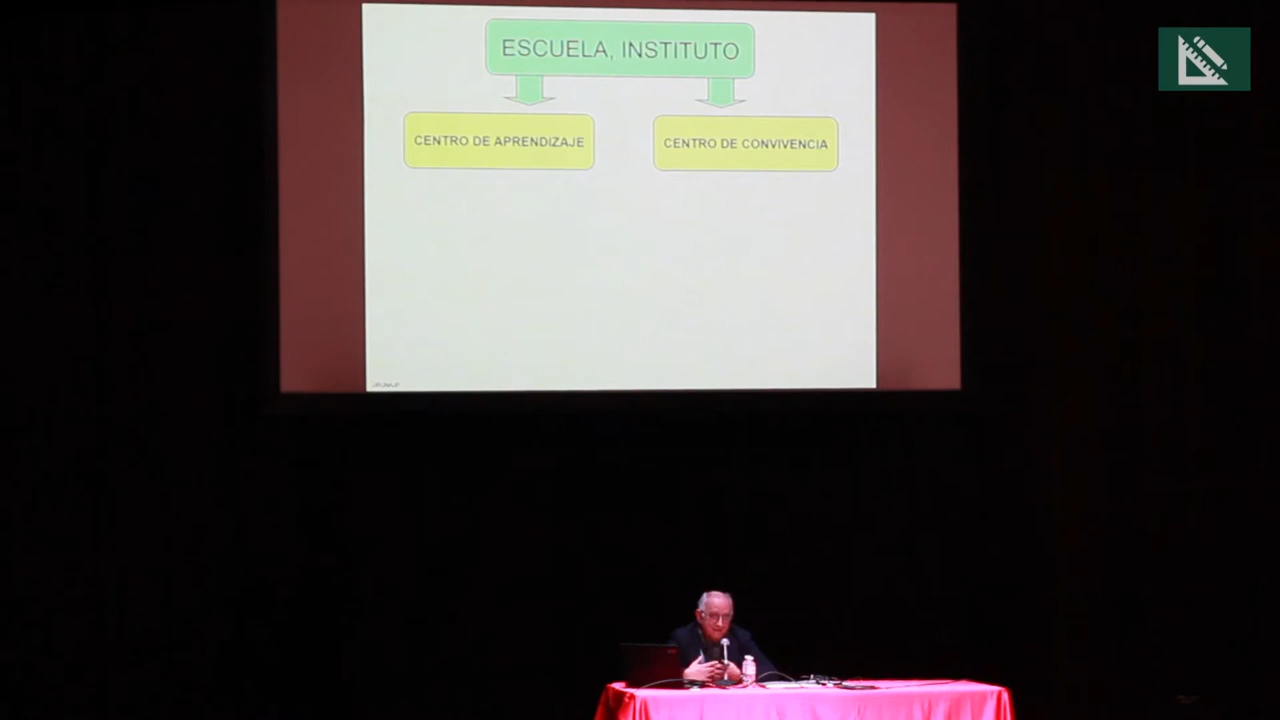 ESCUELA, INSTITUTO
CENTRO DE APRENDIZAJE
CENTRO DE CONVIVENCIA